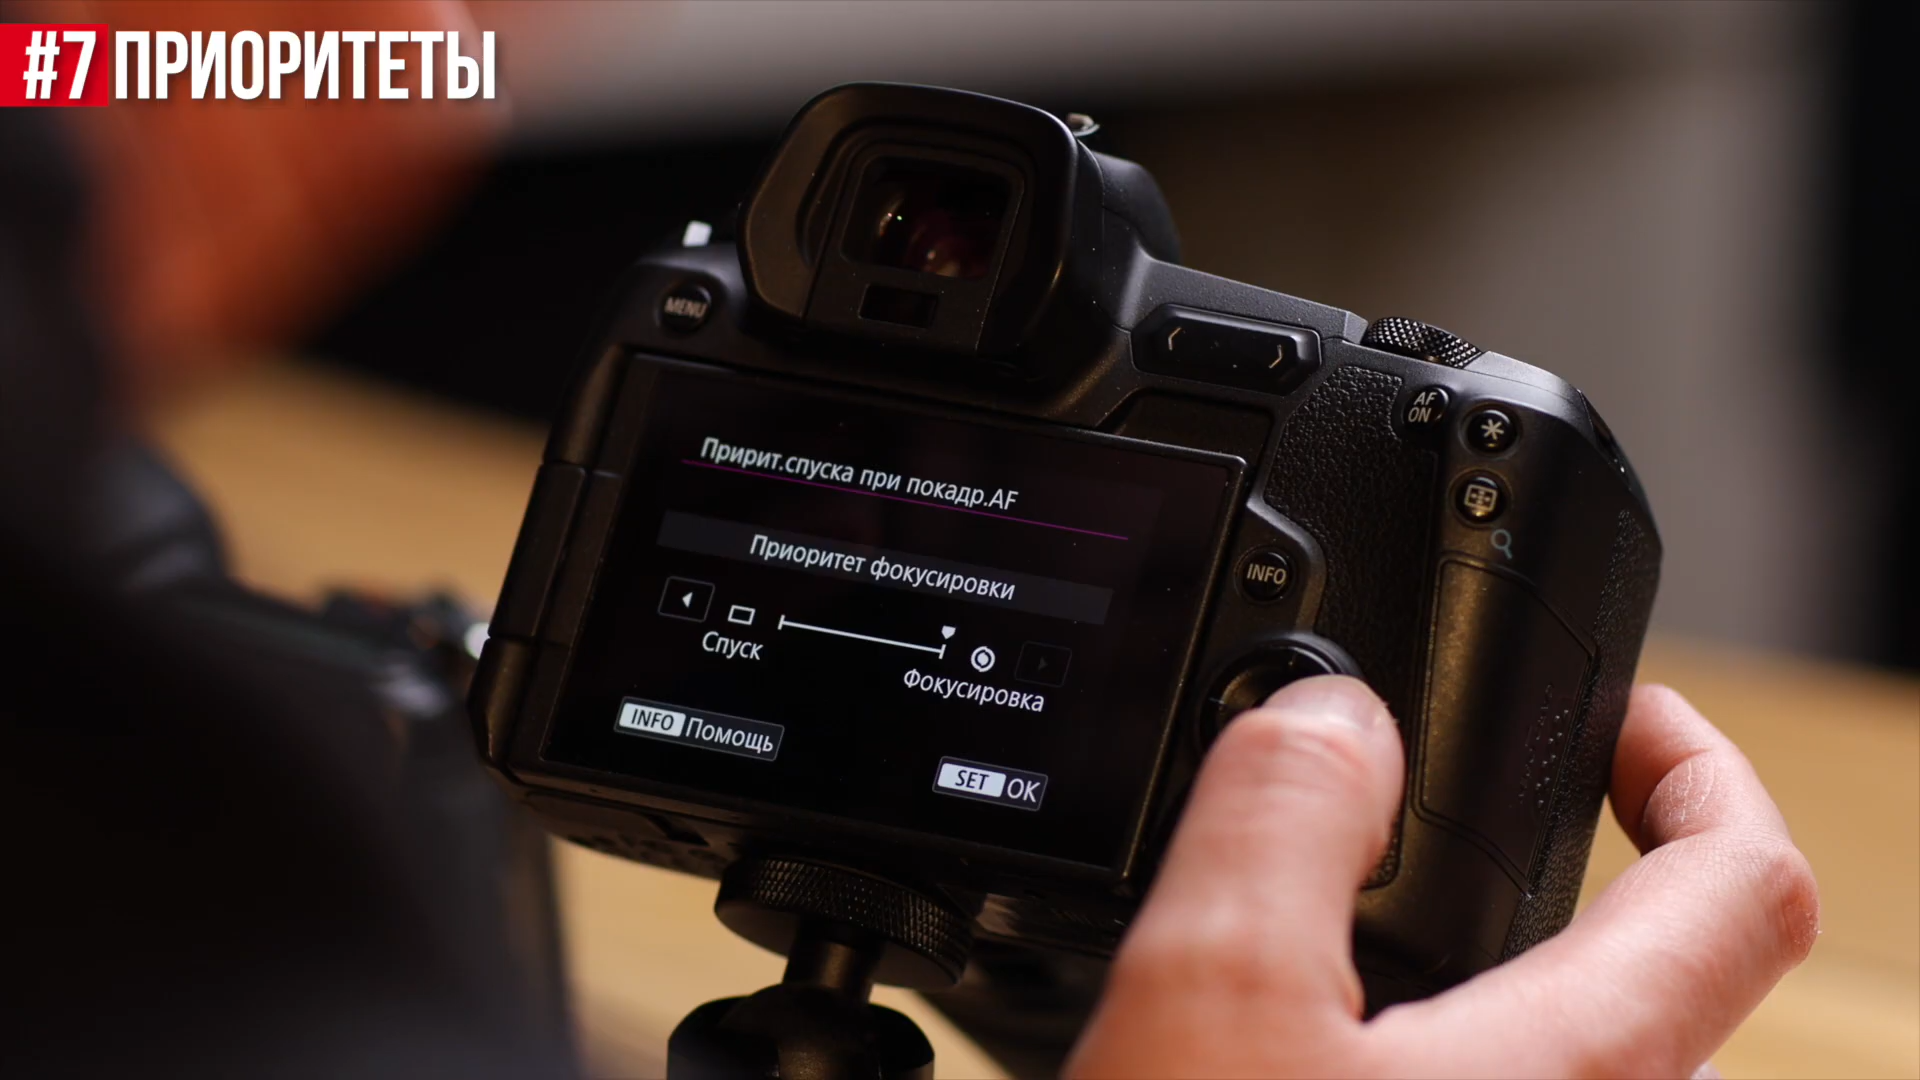 #7 ПРИОРИТЕТЫ
MENU
AF
ON
Пририт.спуска при покадр.AF
Приоритет фокусировки
INFO
Спуск
Фокусировка
INFO Помощь
SET OK